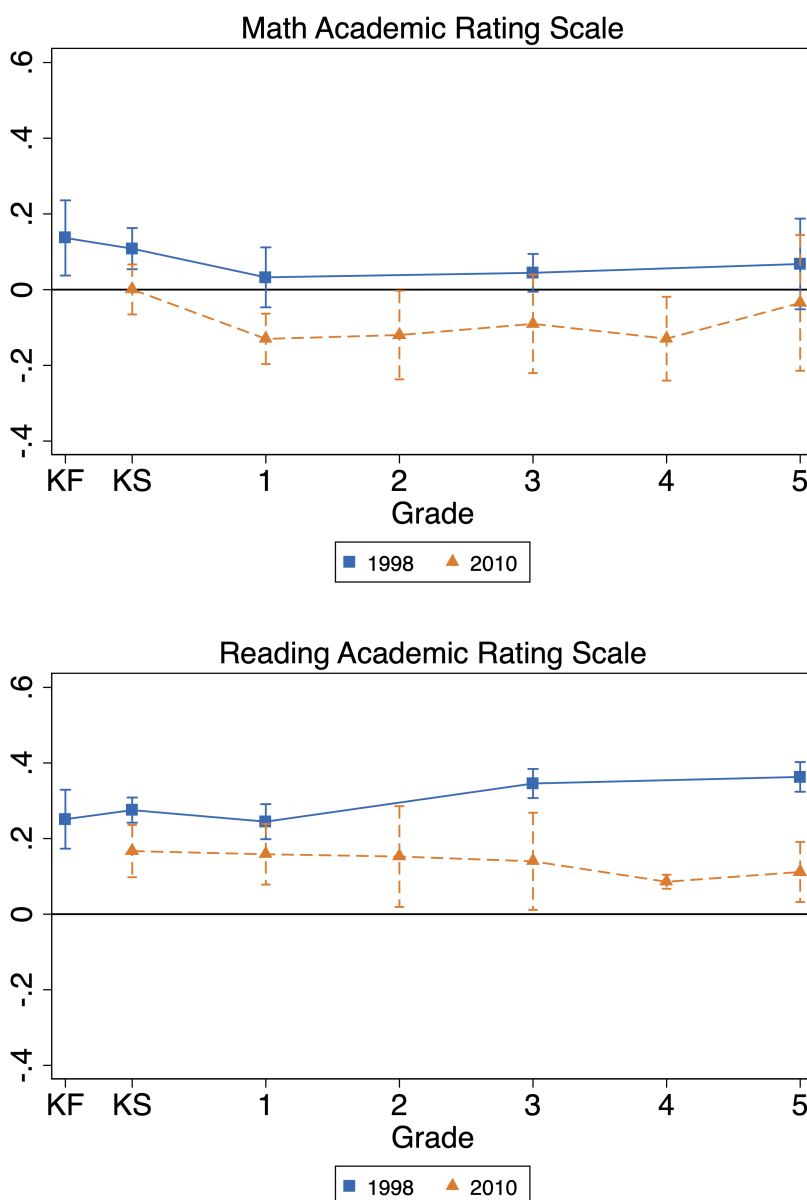 Math Academic Rating Scale
.6
.4
.2
0
-.2
-.4
KF KS 1 2 3 4 5
Grade
1998 2010
Reading Academic Rating Scale
.6
.4
.2
0
-.2
-.4
KF KS 1 2 3 4 5
Grade
1998 2010